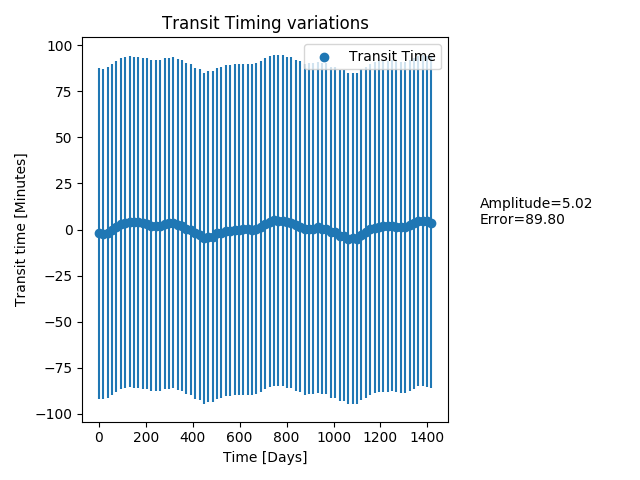 Transit Timing variations
Transit Time
Transit time [Minutes]
100
75
50
25
0
−25
−50
−75
−100
0
200
400
600
800
1000
1200
1400
Time [Days]
Amplitude=5.02
Error=89.80